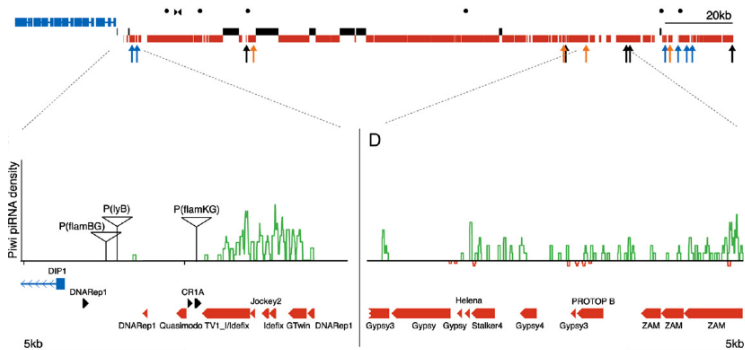 20kb
D
Piwi piRNA density
P(lyB)
P(flamKG)
P(flamBG)
DIP1
DNARep1
CR1A
Jockey2
DNARep1 Quasimodo TV1_I/Idefix Idefix GTwin DNARep1
5kb
Helena
PROTOP B
Gypsy3 Gypsy Gypsy Stalker4 Gypsy4 Gypsy3 ZAM ZAM ZAM
5kb